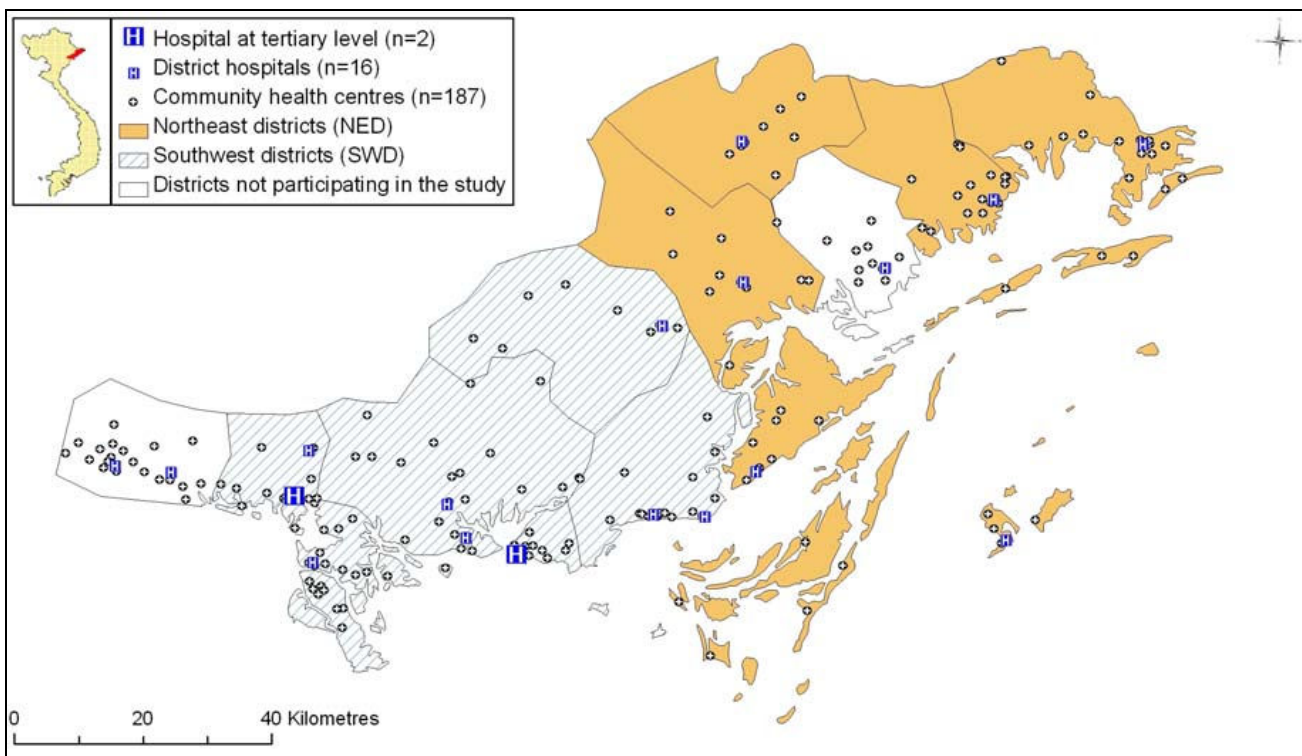 Hospital at tertiary level (n=2)
District hospitals (n=16)
Community health centres (n=187)
Northeast districts (NED)
Southwest districts (SWD)
Districts not participating in the study
0 20 40 Kilometres